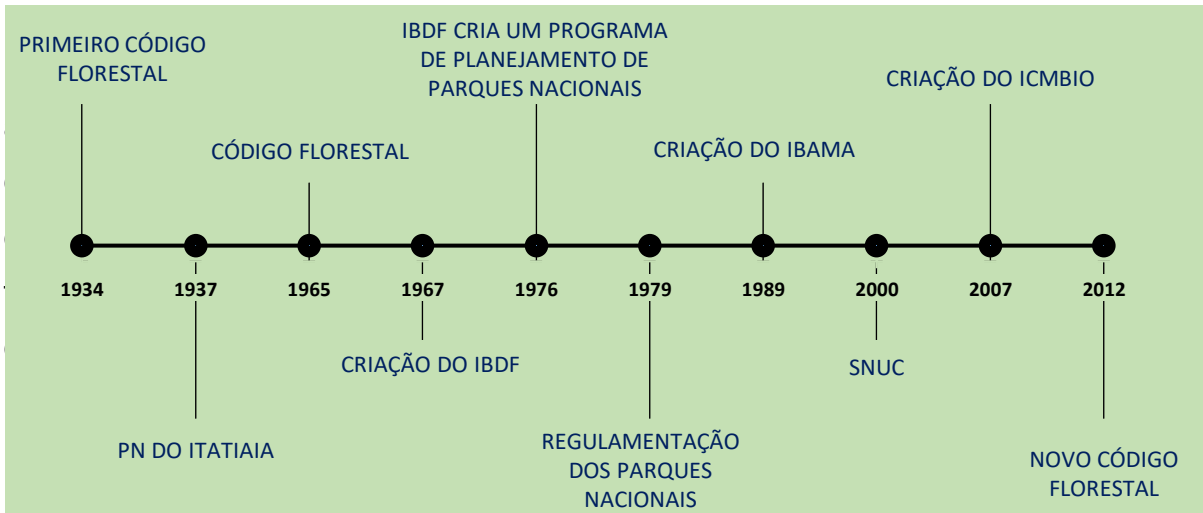 PRIMEIRO CÓDIGO
FLORESTAL
IBDF CRIA UM PROGRAMA
DE PLANEJAMENTO DE
PARQUES NACIONAIS
CRIAÇÃO DO ICMBIO
CÓDIGO FLORESTAL
CRIAÇÃO DO IBAMA
1934
1937
1965
1967
1976
1979
1989
2000
2007
2012
CRIAÇÃO DO IBDF
SNUC
PN DO ITATIAIA
REGULAMENTAÇÃO
DOS PARQUES
NACIONAIS
NOVO CÓDIGO
FLORESTAL